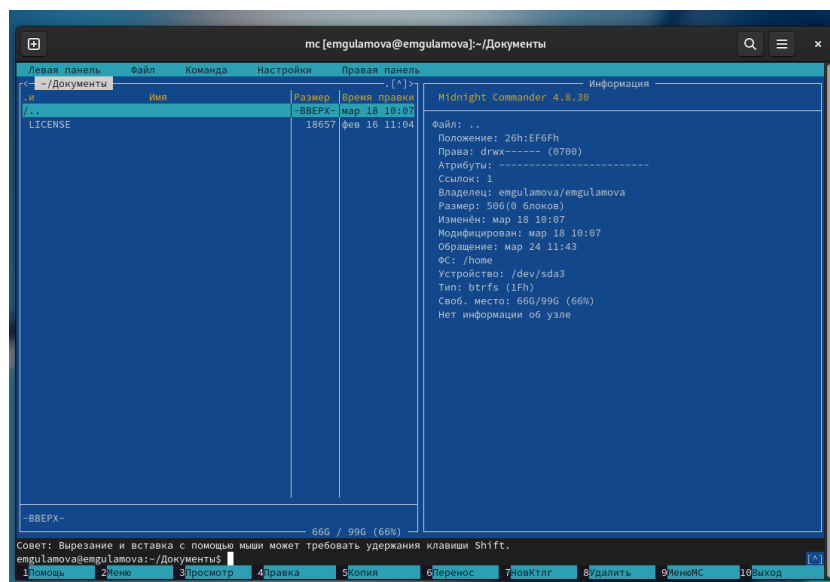 mc [emgulamova@emgulamova]:~/Документы
Левая панель Файл Команда Настройки Правая панель
<- ~/Документы .[^]>
.и Имя Размер Время правки
/.. -ВВЕРХ- мар 18 10:07
LICENSE 18657 фев 16 11:04
-ВВЕРХ-
66G / 99G (66%)
Информация
Midnight Commander 4.8.30
Файл: ..
Положение: 26h:EF6Fh
Права: drwx------ (0700)
Атрибуты: -------------------------
Ссылок: 1
Владелец: emgulamova/emgulamova
Размер: 506(0 блоков)
Изменён: мар 18 10:07
Модифицирован: мар 18 10:07
Обращение: мар 24 11:43
ФС: /home
Устройство: /dev/sda3
Тип: btrfs (1Fh)
Своб. место: 66G/99G (66%)
Нет информации об узле
Совет: Вырезание и вставка с помощью мыши может требовать удержания клавиши Shift.
emgulamova@emgulamova:~/Документы$ [^]
1Помощь 2Меню 3Просмотр 4Правка 5Копия 6Перенос 7НовКтлг 8Удалить 9МенюМС 10Выход